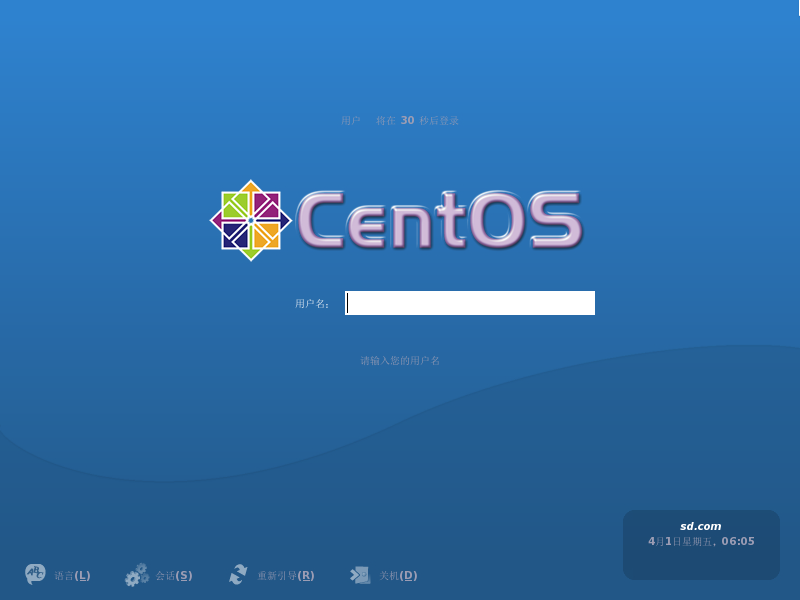 用户 将在 30 秒后登录
CentOS
用户名:
请输入您的用户名
sd.com
4月1日星期五, 06:05
语言(L) 会话(S) 重新引导(R) 关机(D)